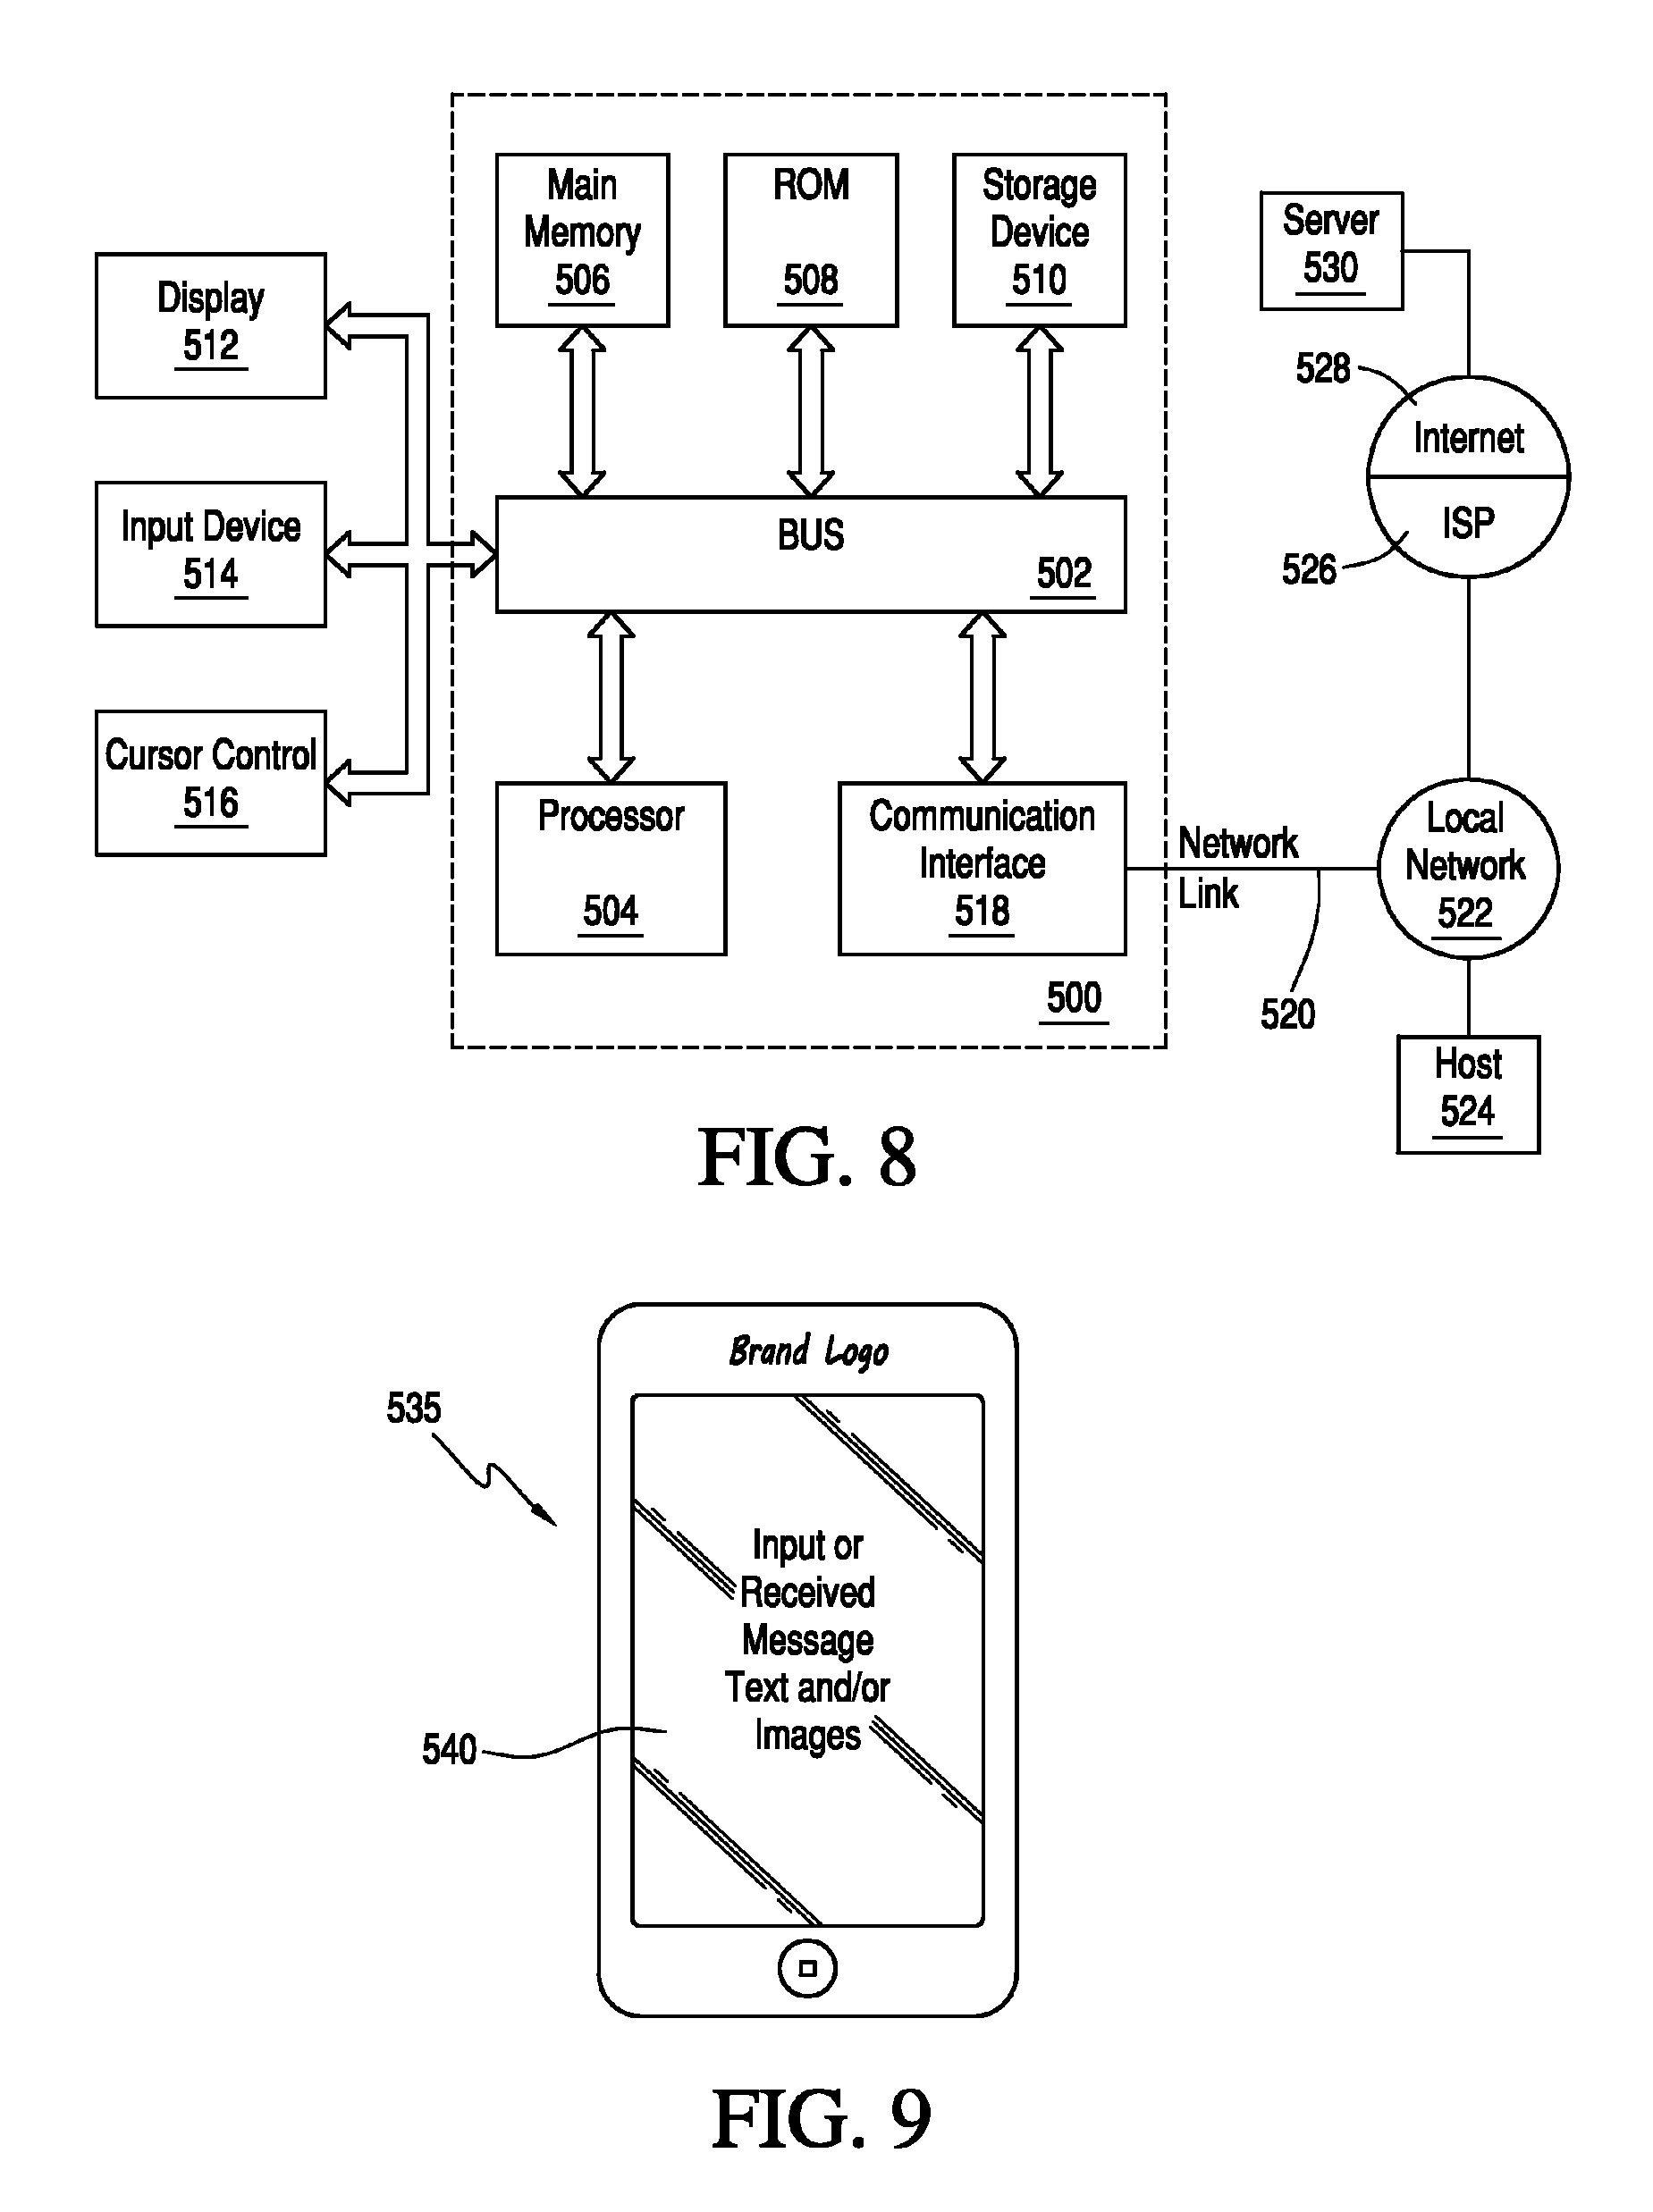 Main
Memory
506
ROM
508
Storage
Device
510
Server
530
Display
512
528
Internet
ISP
526
Input Device
514
BUS
502
Cursor Control
516
Processor
504
Communication
Interface
518
Network
Link
520
Local
Network
522
500
Host
524
FIG. 8
Brand Logo
535
Input or
Received
Message
Text and/or
Images
540
FIG. 9